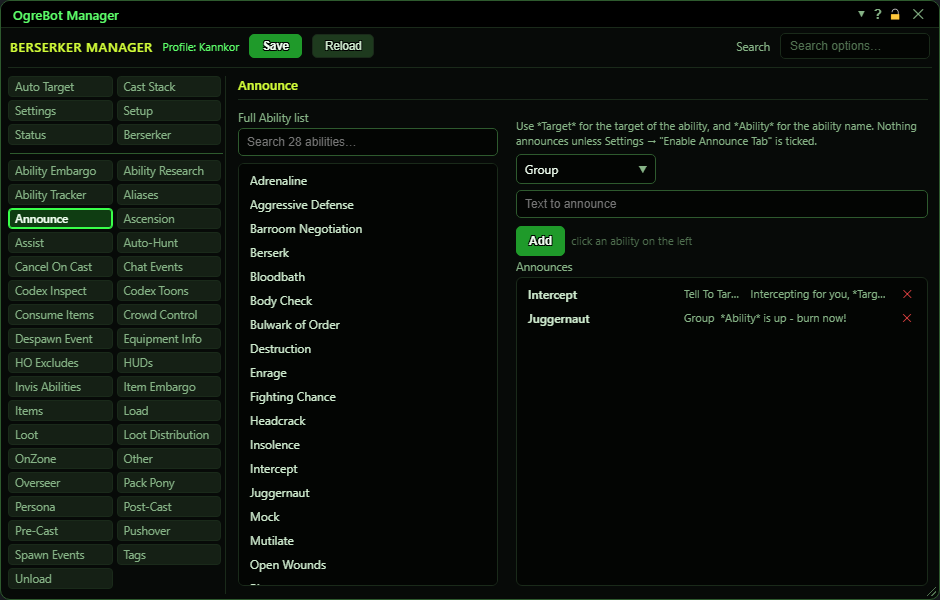 OgreBot Manager
▼ ? 🔓 ✕
BERSERKER MANAGER Profile: Kannkor Save Reload Search Search options...
Auto Target Cast Stack
Settings Setup
Status Berserker
Ability Embargo Ability Research
Ability Tracker Aliases
Announce Ascension
Assist Auto-Hunt
Cancel On Cast Chat Events
Codex Inspect Codex Toons
Consume Items Crowd Control
Despawn Event Equipment Info
HO Excludes HUDs
Invis Abilities Item Embargo
Items Load
Loot Loot Distribution
OnZone Other
Overseer Pack Pony
Persona Post-Cast
Pre-Cast Pushover
Spawn Events Tags
Unload
Announce
Full Ability list
Search 28 abilities...
Adrenaline
Aggressive Defense
Barroom Negotiation
Berserk
Bloodbath
Body Check
Bulwark of Order
Destruction
Enrage
Fighting Chance
Headcrack
Insolence
Intercept
Juggernaut
Mock
Mutilate
Open Wounds
Use *Target* for the target of the ability, and *Ability* for the ability name. Nothing
announces unless Settings → "Enable Announce Tab" is ticked.
Group ▼
Text to announce
Add click an ability on the left
Announces
Intercept Tell To Tar... Intercepting for you, *Targ... ✕
Juggernaut Group *Ability* is up - burn now! ✕